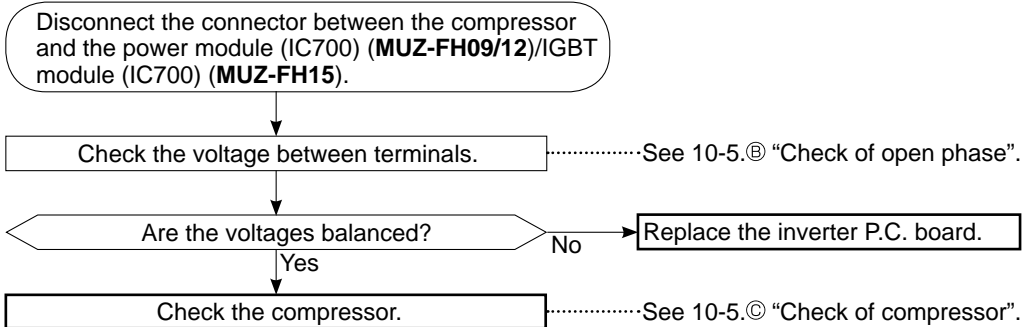 Disconnect the connector between the compressor
and the power module (IC700) (MUZ-FH09/12)/IGBT
module (IC700) (MUZ-FH15).
Check the voltage between terminals.
See 10-5.Ⓑ “Check of open phase”.
Are the voltages balanced?
No
Replace the inverter P.C. board.
Yes
Check the compressor.
See 10-5.Ⓒ “Check of compressor”.